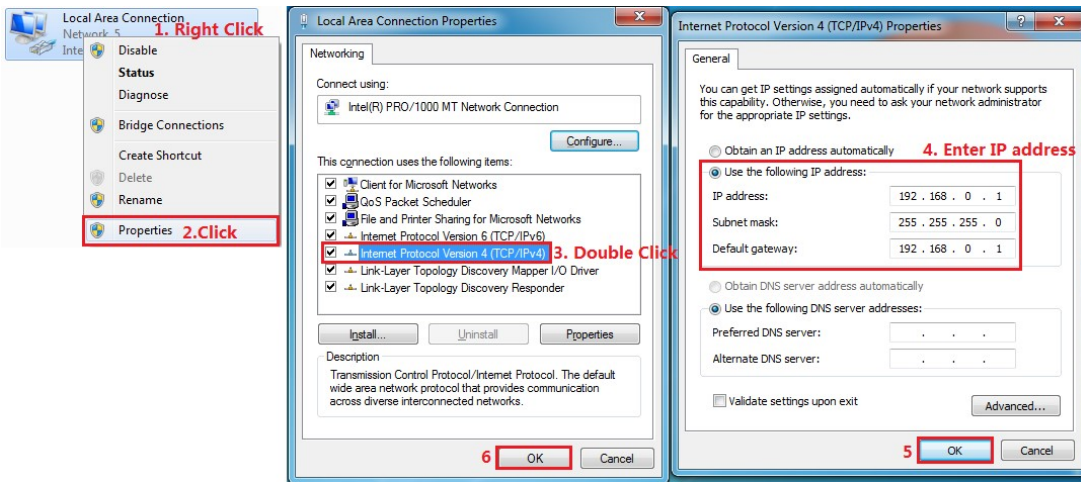 Local Area Connection
Network 5
1. Right Click
Inte
Disable
Status
Diagnose
Bridge Connections
Create Shortcut
Delete
Rename
Properties 2.Click
Local Area Connection Properties
Networking
Connect using:
Intel(R) PRO/1000 MT Network Connection
Configure...
This connection uses the following items:
Client for Microsoft Networks
QoS Packet Scheduler
File and Printer Sharing for Microsoft Networks
Internet Protocol Version 6 (TCP/IPv6)
Internet Protocol Version 4 (TCP/IPv4) 3. Double Click
Link-Layer Topology Discovery Mapper I/O Driver
Link-Layer Topology Discovery Responder
Install... Uninstall Properties
Description
Transmission Control Protocol/Internet Protocol. The default
wide area network protocol that provides communication
across diverse interconnected networks.
6 OK Cancel
Internet Protocol Version 4 (TCP/IPv4) Properties
General
You can get IP settings assigned automatically if your network supports
this capability. Otherwise, you need to ask your network administrator
for the appropriate IP settings.
Obtain an IP address automatically 4. Enter IP address
Use the following IP address:
IP address: 192 . 168 . 0 . 1
Subnet mask: 255 . 255 . 255 . 0
Default gateway: 192 . 168 . 0 . 1
Obtain DNS server address automatically
Use the following DNS server addresses:
Preferred DNS server: . . .
Alternate DNS server: . . .
Validate settings upon exit Advanced...
5 OK Cancel